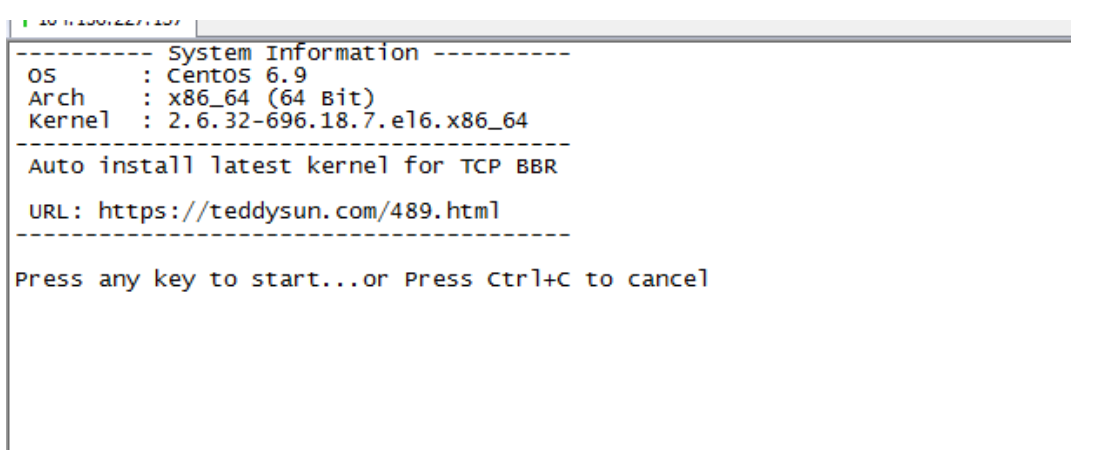 ---------- System Information ----------
OS : CentOS 6.9
Arch : x86_64 (64 Bit)
Kernel : 2.6.32-696.18.7.el6.x86_64
----------------------------------------
Auto install latest kernel for TCP BBR
URL: https://teddysun.com/489.html
----------------------------------------
Press any key to start...or Press Ctrl+C to cancel